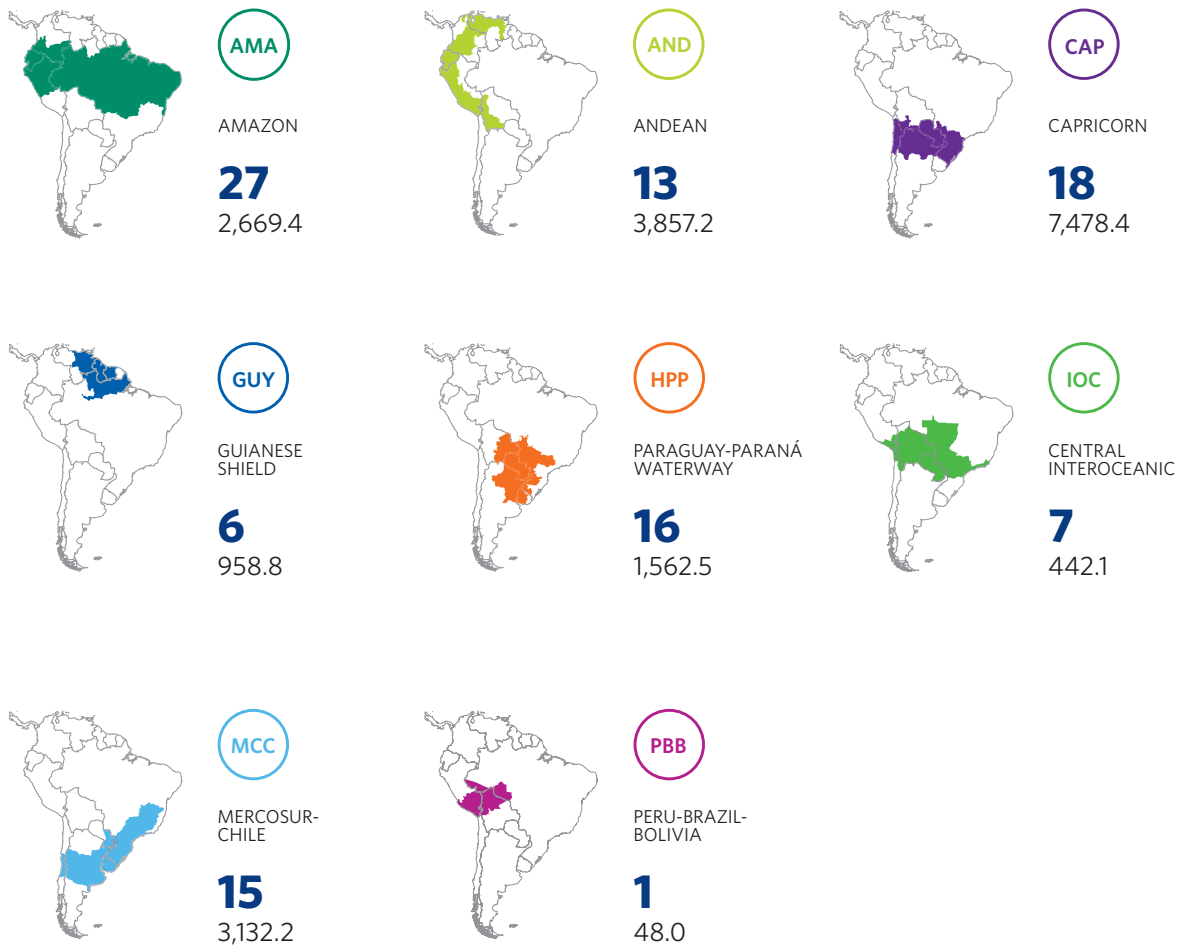 AMA
AMAZON
27
2,669.4
AND
ANDEAN
13
3,857.2
CAP
CAPRICORN
18
7,478.4
GUY
GUIANESE
SHIELD
6
958.8
HPP
PARAGUAY-PARANÁ
WATERWAY
16
1,562.5
IOC
CENTRAL
INTEROCEANIC
7
442.1
MCC
MERCOSUR-
CHILE
15
3,132.2
PBB
PERU-BRAZIL-
BOLIVIA
1
48.0